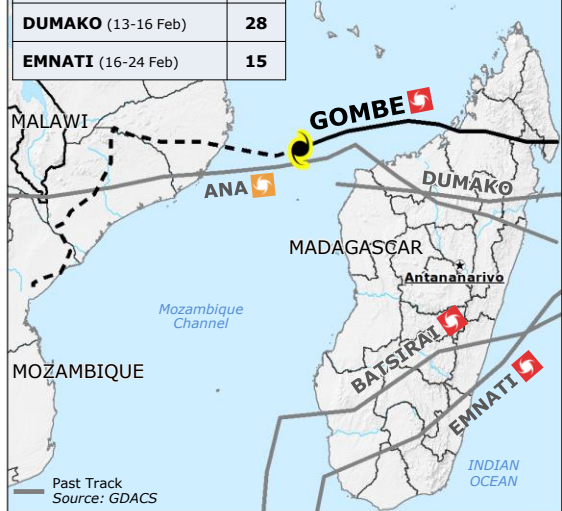 DUMAKO (13-16 Feb) 28
EMNATI (16-24 Feb) 15
GOMBE
MALAWI
ANA
DUMAKO
MADAGASCAR
Antananarivo
Mozambique
Channel
BATSIRAI
MOZAMBIQUE
EMNATI
INDIAN
OCEAN
Past Track
Source: GDACS